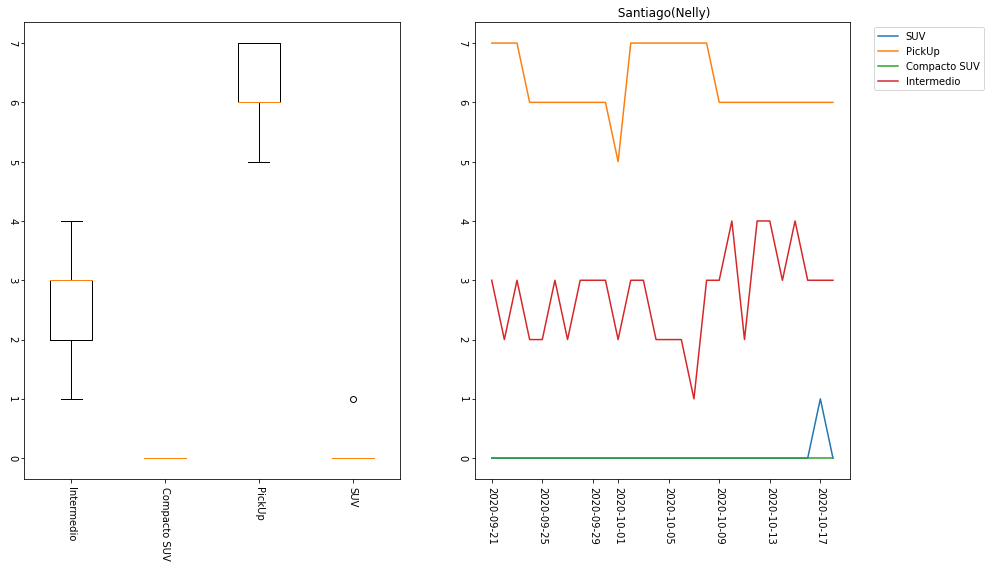 7
6
5
4
3
2
1
0
Intermedio
Compacto SUV
PickUp
SUV
Santiago(Nelly)
7
6
5
4
3
2
1
0
2020-09-21
2020-09-25
2020-09-29
2020-10-01
2020-10-05
2020-10-09
2020-10-13
2020-10-17
SUV
PickUp
Compacto SUV
Intermedio